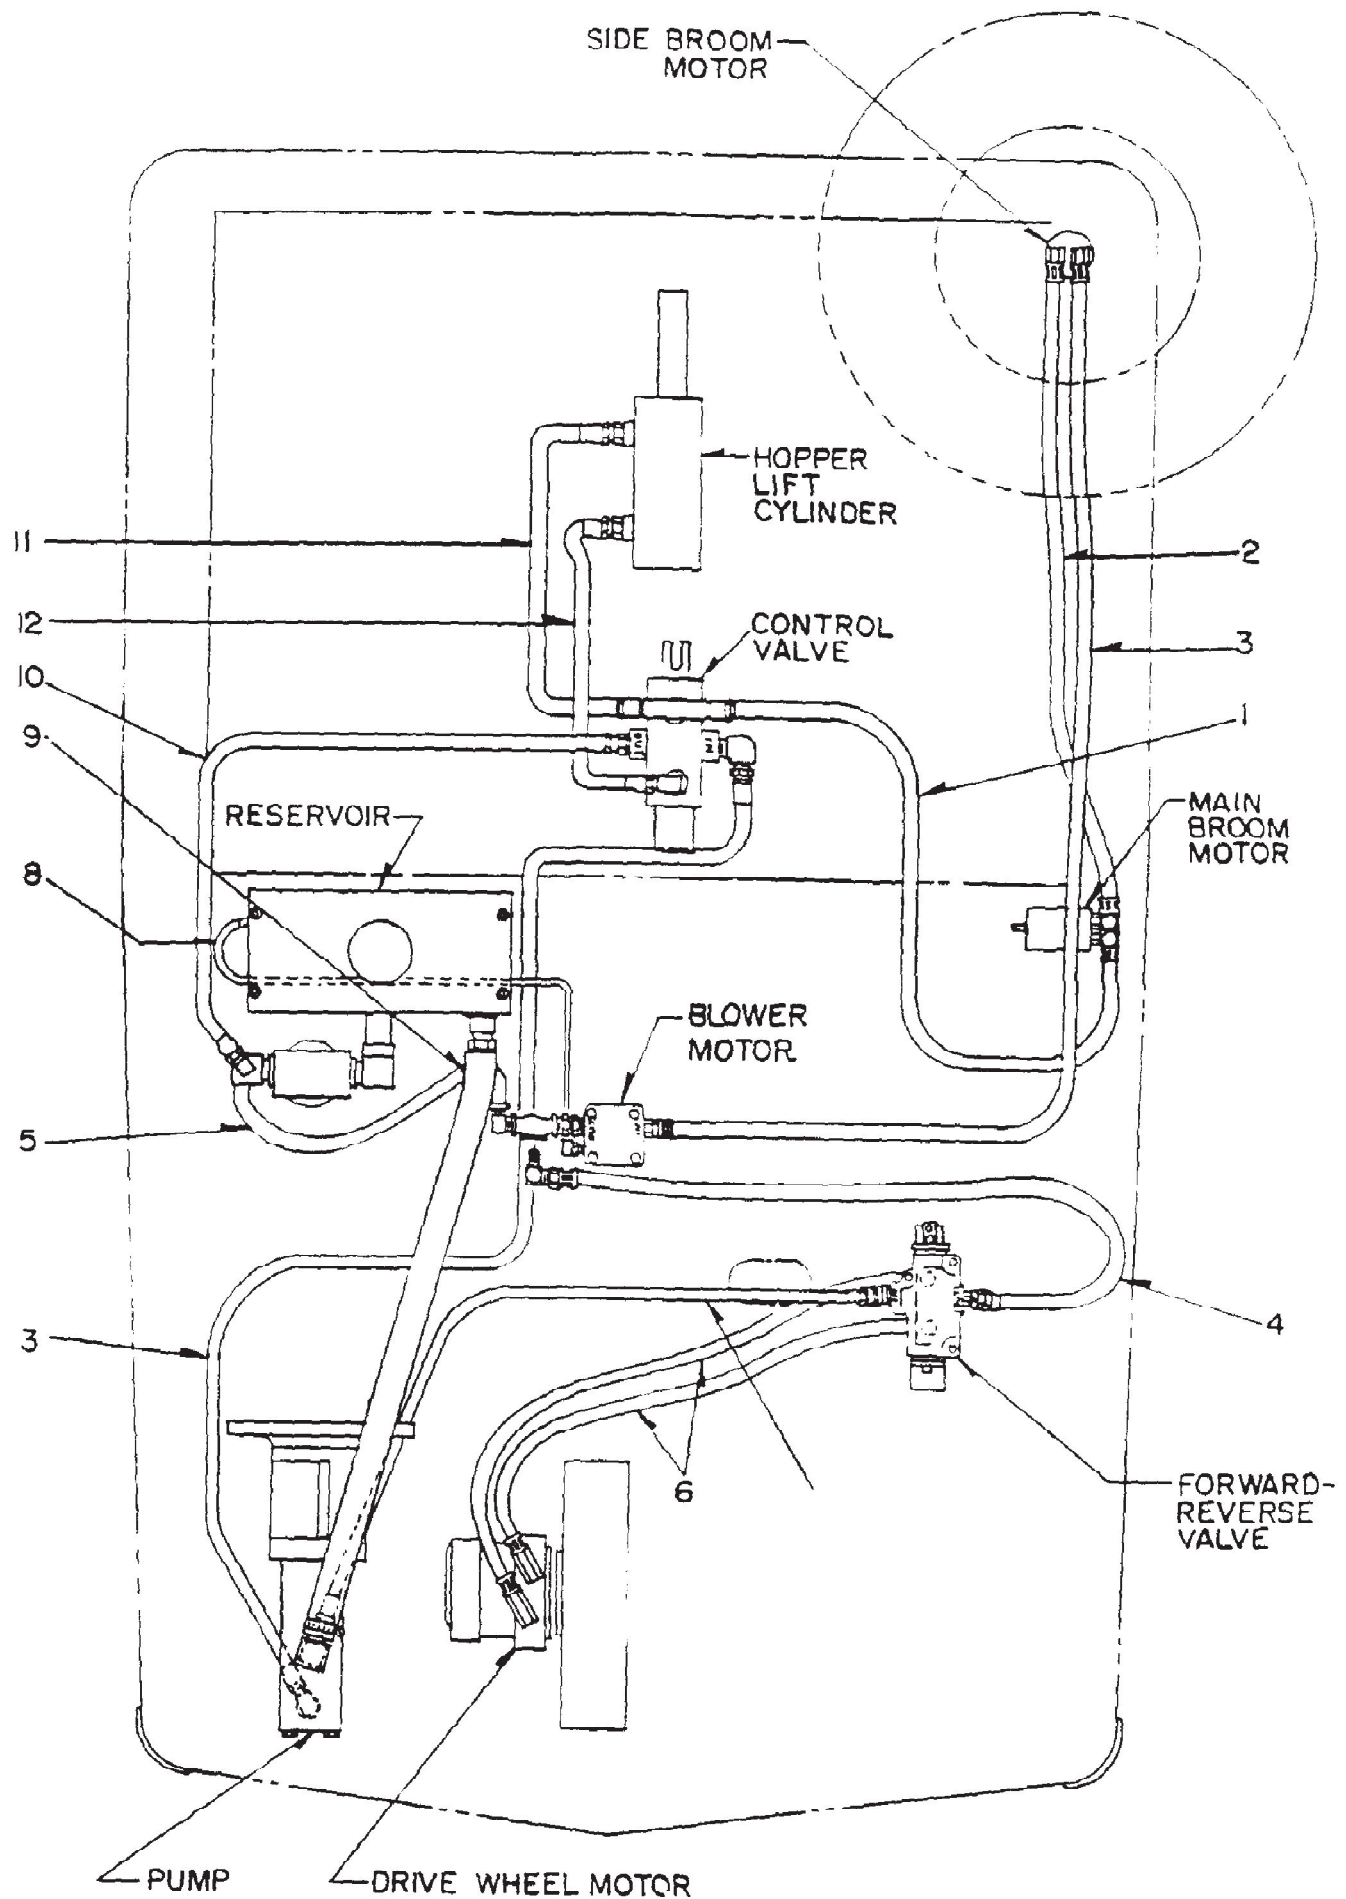 SIDE BROOM
MOTOR
HOPPER
LIFT
CYLINDER
11
2
12
CONTROL
VALVE
3
10
1
9
MAIN
BROOM
MOTOR
RESERVOIR
8
BLOWER
MOTOR
5
4
3
6
FORWARD-
REVERSE
VALVE
PUMP
DRIVE WHEEL MOTOR